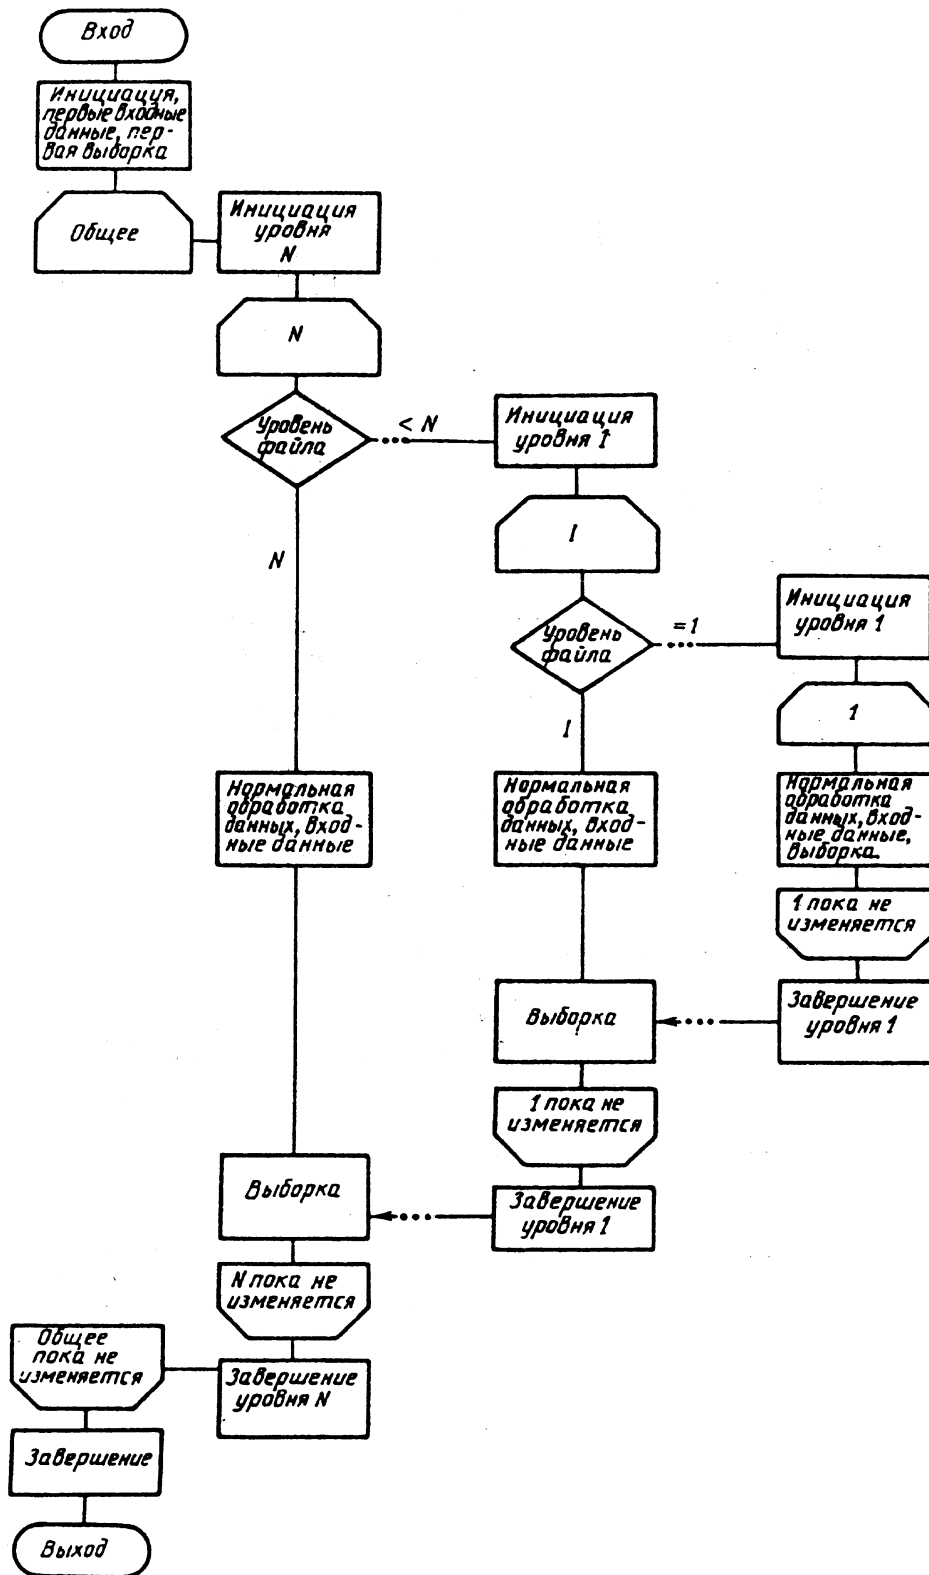 Вход
Инициация,
первые входные
данные, пер-
вая выборка
Общее
Инициация
уровня
N
N
Уровень
файла
< N
Инициация
уровня I
N
I
Уровень
файла
=1
Инициация
уровня 1
I
1
Нормальная
обработка
данных, вход-
ные данные
Нормальная
обработка
данных, входные
данные
Нормальная
обработка
данных, вход-
ные данные,
выборка.
1 пока не
изменяется
Выборка
Завершение
уровня 1
1 пока не
изменяется
Выборка
Завершение
уровня 1
N пока не
изменяется
Общее
пока не
изменяется
Завершение
уровня N
Завершение
Выход